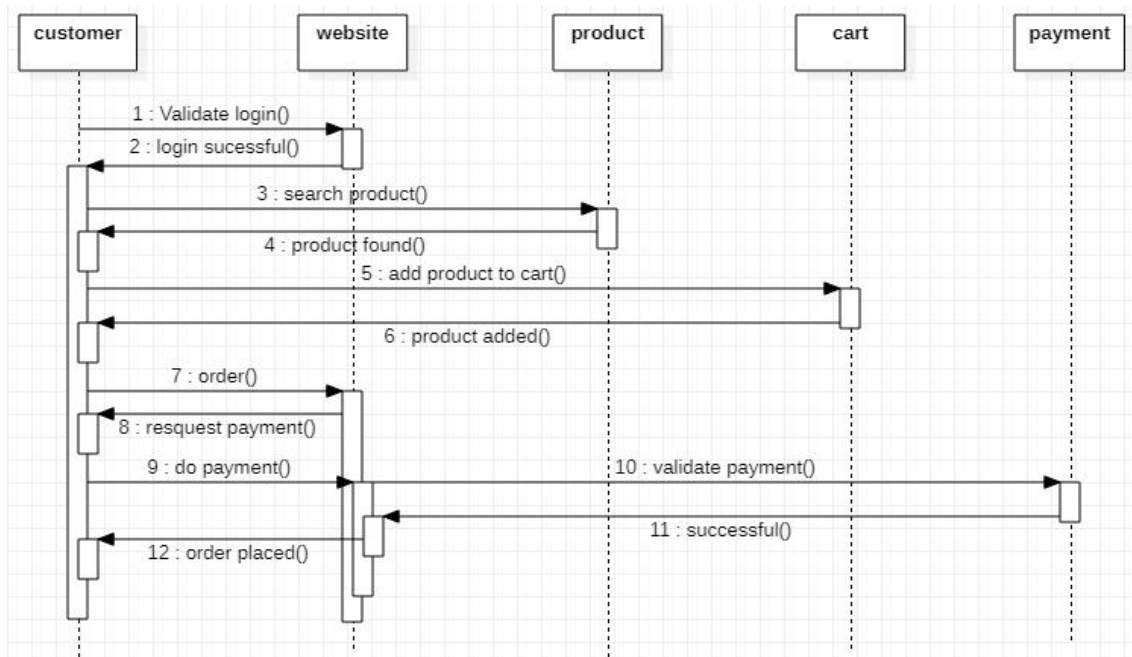 customer
website
product
cart
payment
1 : Validate login()
2 : login sucessful()
3 : search product()
4 : product found()
5 : add product to cart()
6 : product added()
7 : order()
8 : resquest payment()
9 : do payment()
10 : validate payment()
11 : successful()
12 : order placed()